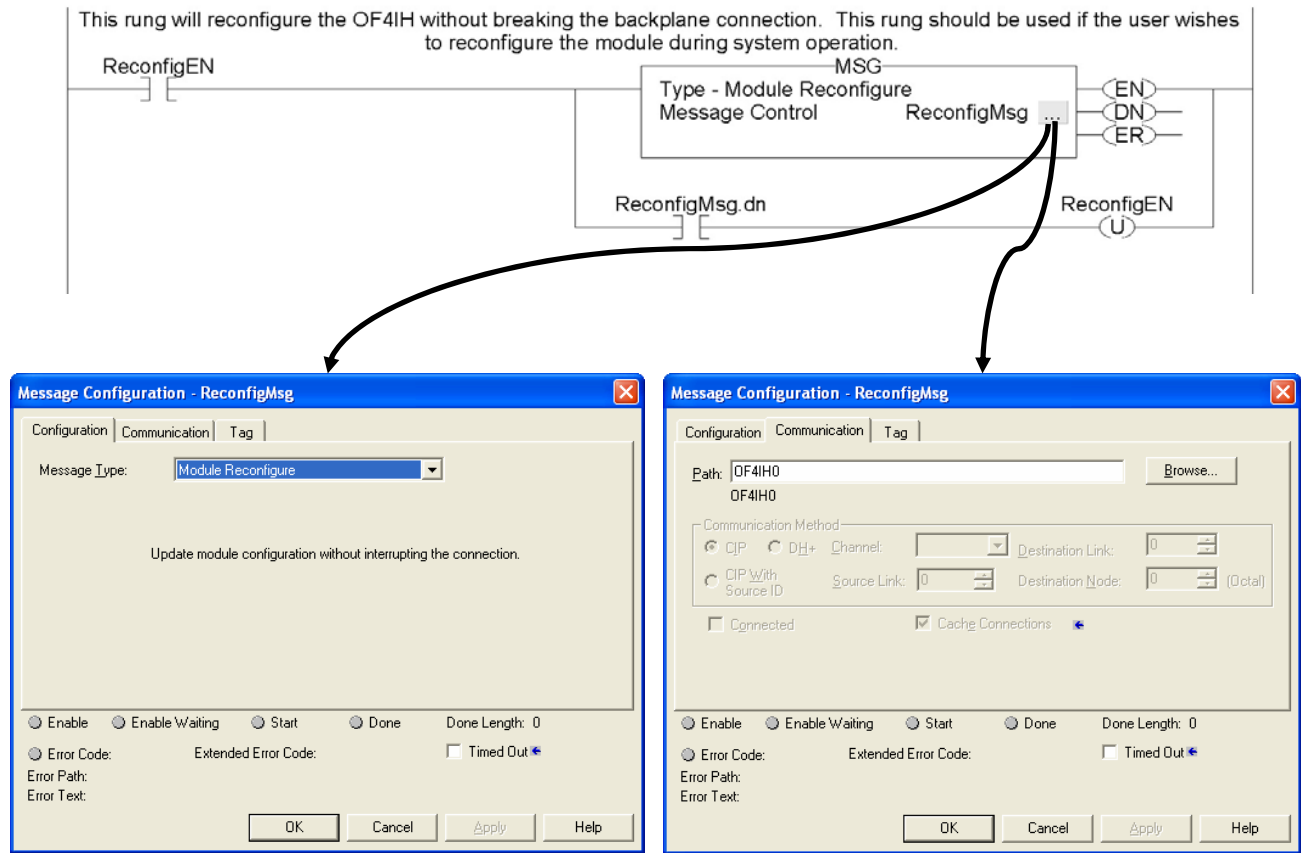 This rung will reconfigure the OF4IH without breaking the backplane connection.  This rung should be used if the user wishes
to reconfigure the module during system operation.
ReconfigEN
MSG
Type - Module Reconfigure
Message Control ReconfigMsg ...
EN
DN
ER
ReconfigMsg.dn
ReconfigEN
U
Message Configuration - ReconfigMsg
Configuration Communication Tag
Message Type: Module Reconfigure
Update module configuration without interrupting the connection.
Enable Enable Waiting Start Done Done Length: 0
Error Code: Extended Error Code: Timed Out
Error Path:
Error Text:
OK Cancel Apply Help
Message Configuration - ReconfigMsg
Configuration Communication Tag
Path: OF4IH0 Browse...
OF4IH0
Communication Method
CIP DH+ Channel: Destination Link: 0
CIP With
Source ID Source Link: 0 Destination Node: 0 (Octal)
Connected Cache Connections
Enable Enable Waiting Start Done Done Length: 0
Error Code: Extended Error Code: Timed Out
Error Path:
Error Text:
OK Cancel Apply Help